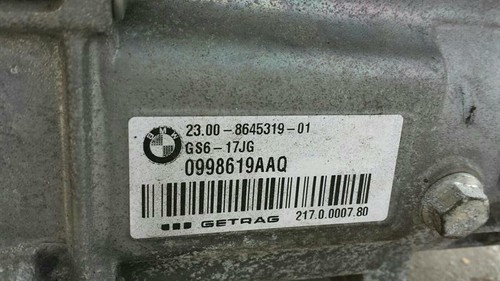 BMW
23.00-8645319-01
GS6-17JG
0998619AAQ
GETRAG
217.0.0007.80